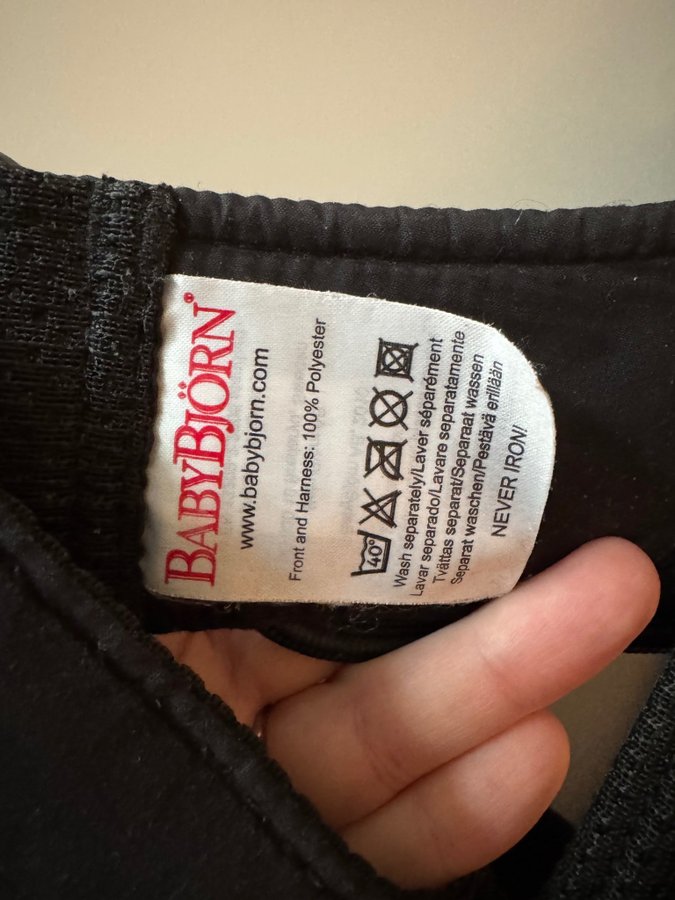 BABYBJÖRN®
www.babybjorn.com
Front and Harness: 100% Polyester
40°
Wash separately/Laver séparément
Lavar separado/Lavare separatamente
Tvättas separat/Separaat wassen
Separat waschen/Pestävä erillään
NEVER IRON!